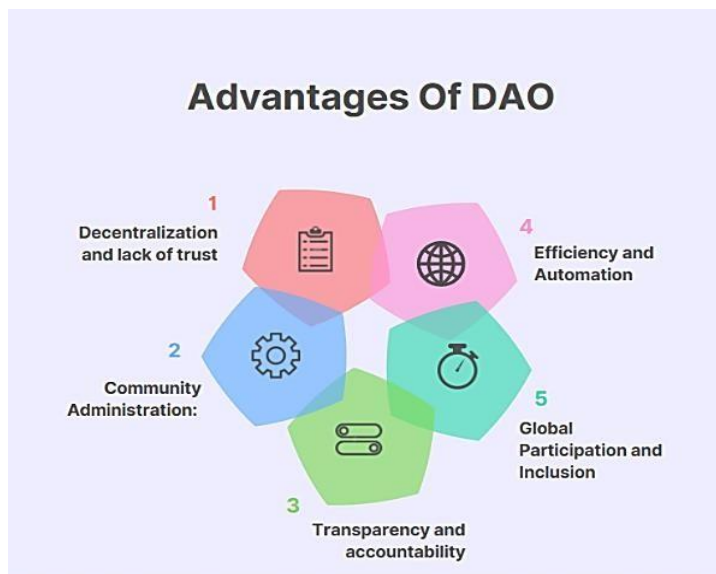 Advantages Of DAO
1
Decentralization
and lack of trust
2
Community
Administration:
3
Transparency and
accountability
4
Efficiency and
Automation
5
Global
Participation and
Inclusion